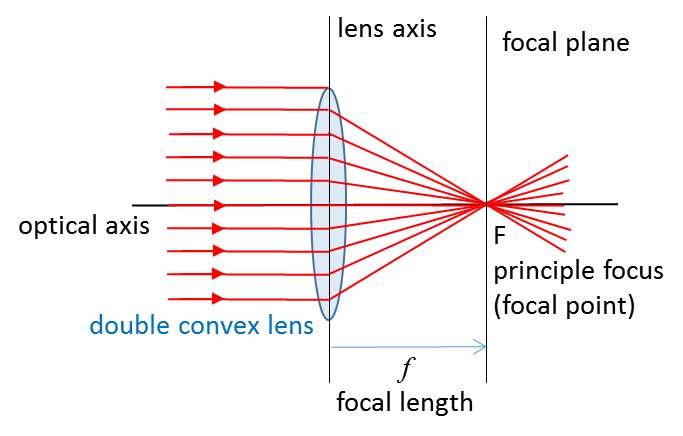 lens axis
focal plane
optical axis
F
principle focus
(focal point)
double convex lens
f
focal length